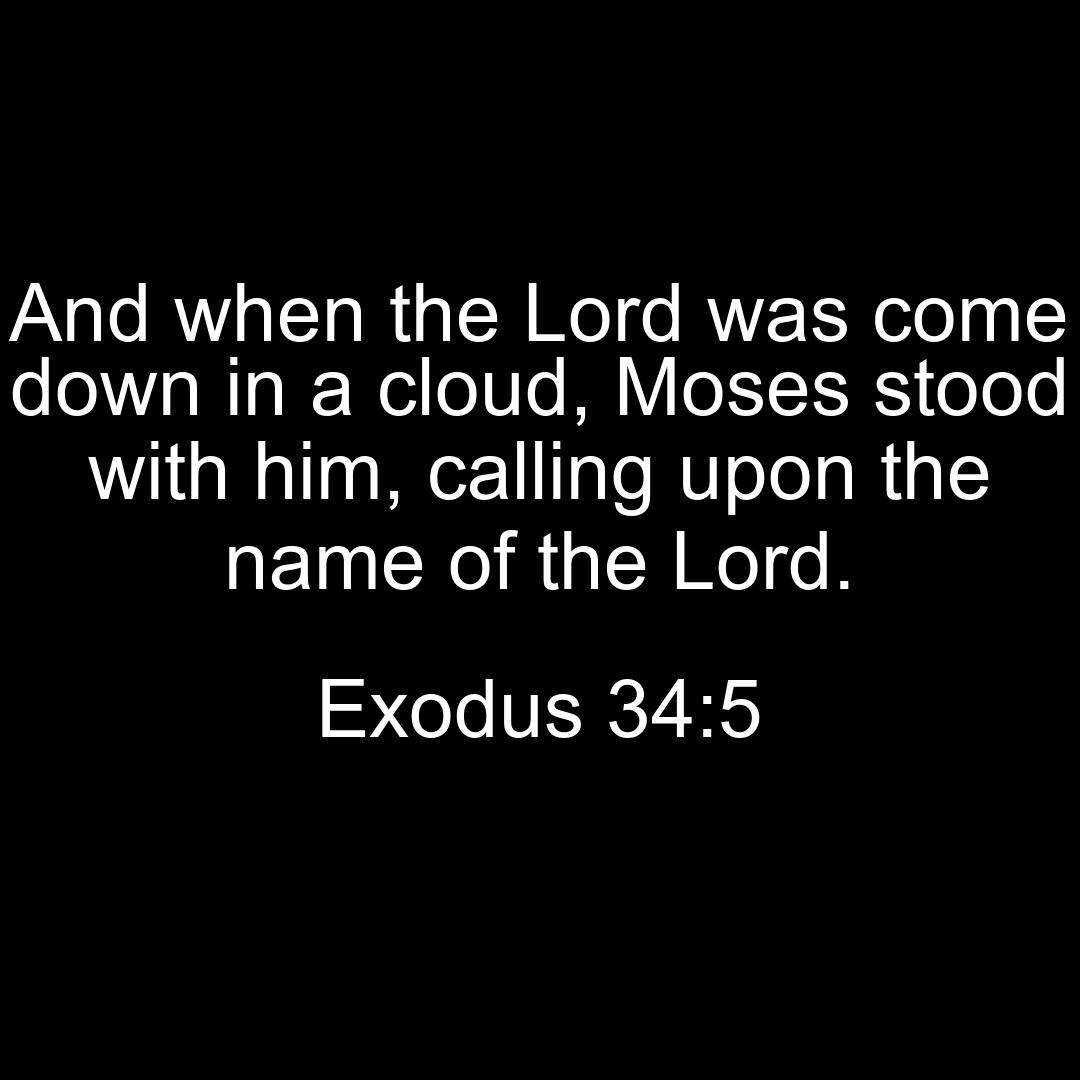 And when the Lord was come
down in a cloud, Moses stood
with him, calling upon the
name of the Lord.
Exodus 34:5